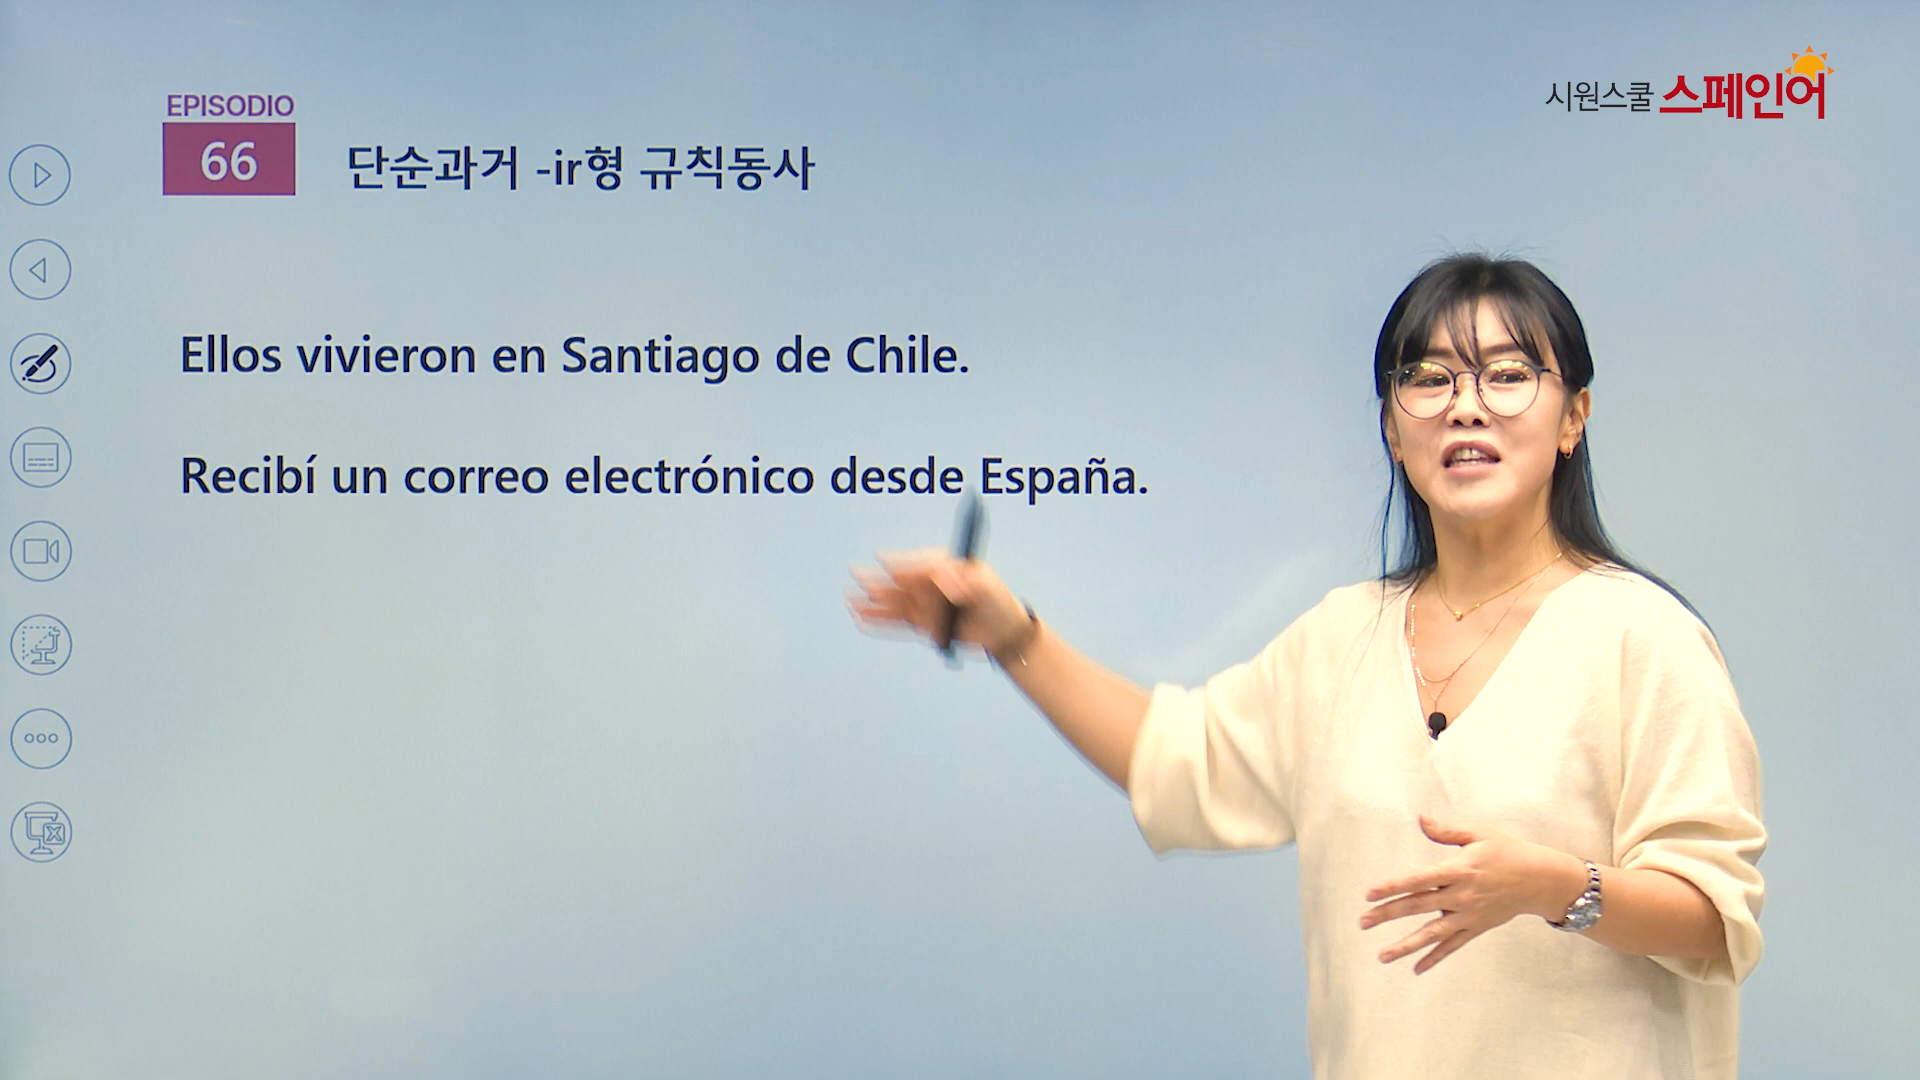 시원스쿨 스페인어
EPISODIO
66
단순과거 -ir형 규칙동사
Ellos vivieron en Santiago de Chile.
Recibí un correo electrónico desde España.